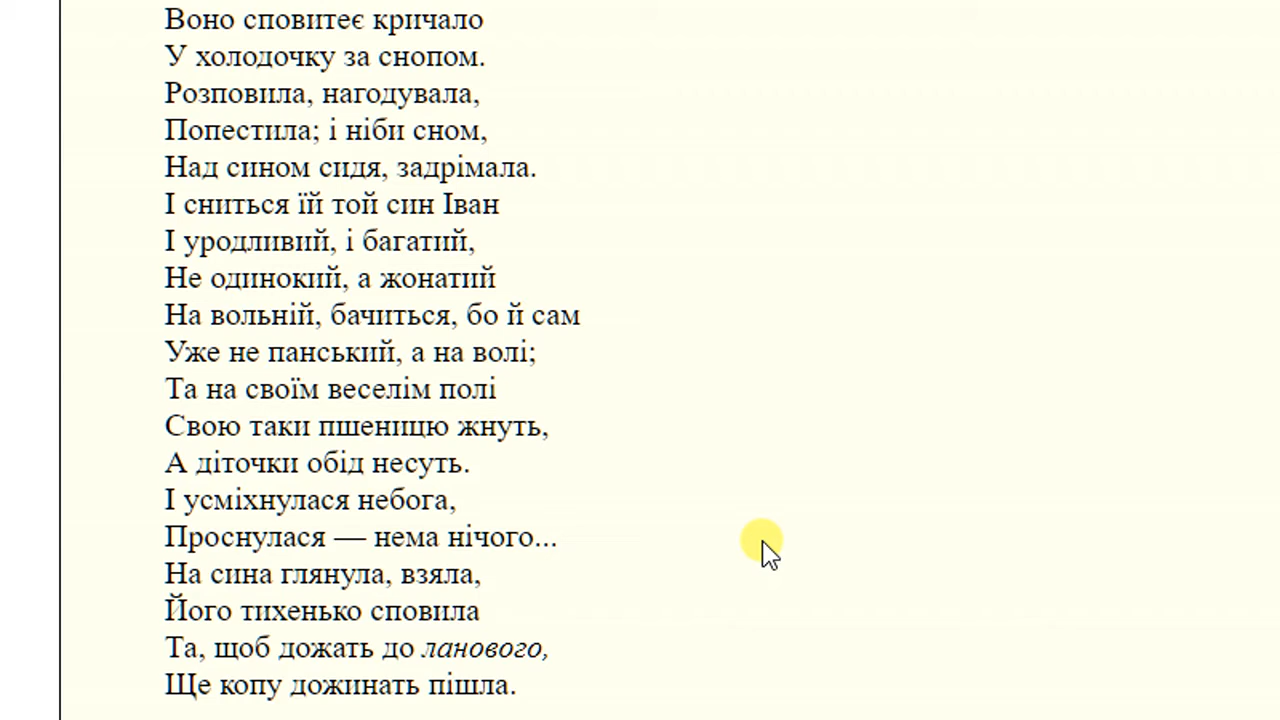 Воно сповитеє кричало
У холодочку за снопом.
Розповила, нагодувала,
Попестила; і ніби сном,
Над сином сидя, задрімала.
І сниться їй той син Іван
І уродливий, і багатий,
Не одинокий, а жонатий
На вольній, бачиться, бо й сам
Уже не панський, а на волі;
Та на своїм веселім полі
Свою таки пшеницю жнуть,
А діточки обід несуть.
І усміхнулася небога,
Проснулася — нема нічого...
На сина глянула, взяла,
Його тихенько сповила
Та, щоб дожать до ланового,
Ще копу дожинать пішла.